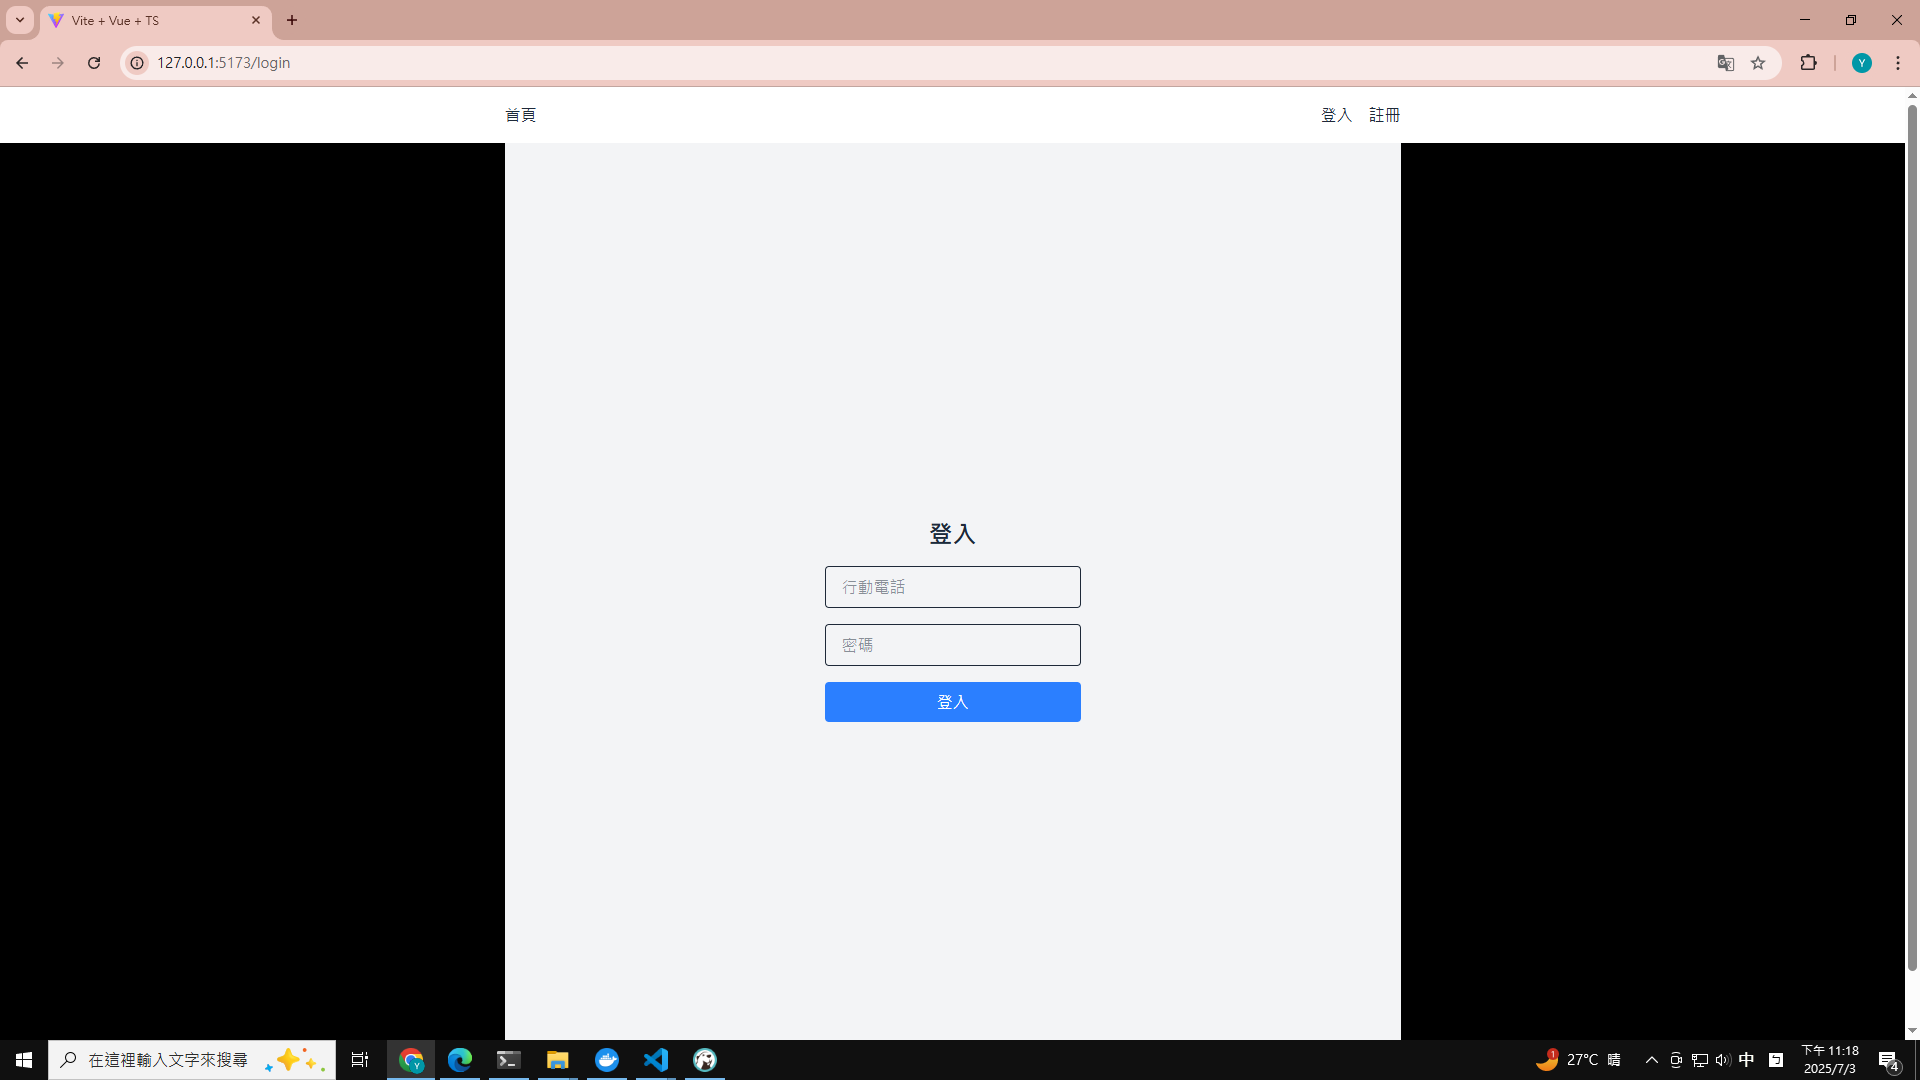 Vite + Vue + TS
127.0.0.1:5173/login
Y
首頁
登入 註冊
登入
行動電話
密碼
登入
在這裡輸入文字來搜尋
Y
1
27°C 晴
中
下午 11:18
2025/7/3
4